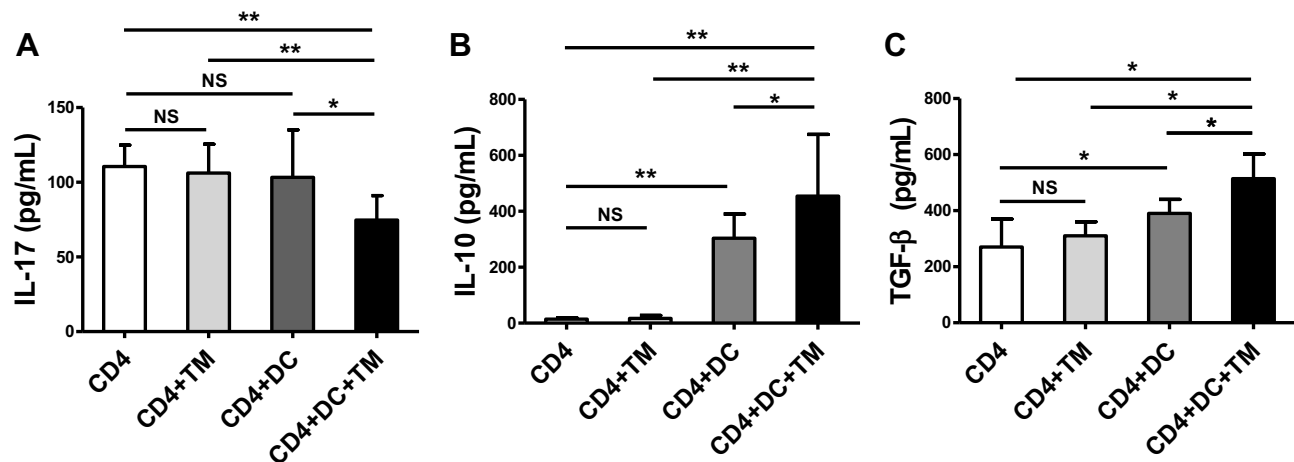 A
**
**
NS
*
NS
IL-17 (pg/mL)
150
100
50
0
CD4
CD4+TM
CD4+DC
CD4+DC+TM
B
**
**
*
**
NS
IL-10 (pg/mL)
800
600
400
200
0
CD4
CD4+TM
CD4+DC
CD4+DC+TM
C
*
*
*
*
NS
TGF-β (pg/mL)
800
600
400
200
0
CD4
CD4+TM
CD4+DC
CD4+DC+TM